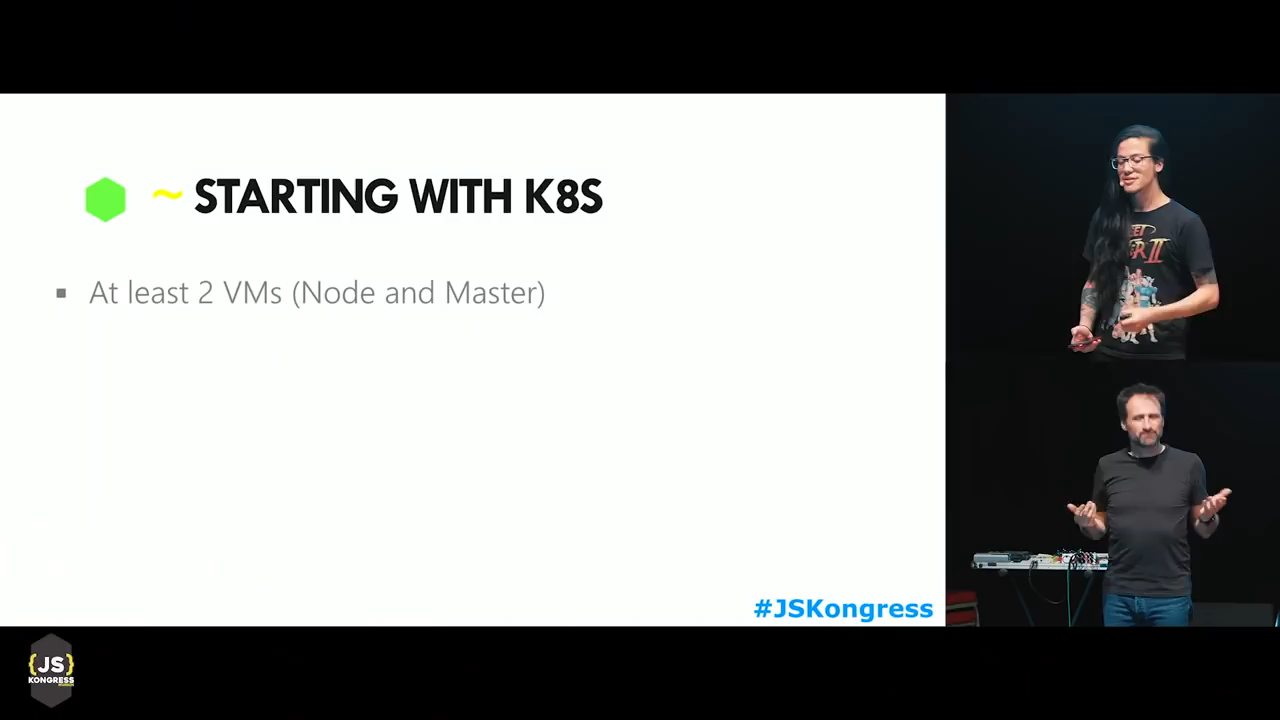 ~ STARTING WITH K8S
▪ At least 2 VMs (Node and Master)
#JSKongress
{JS}
KONGRESS